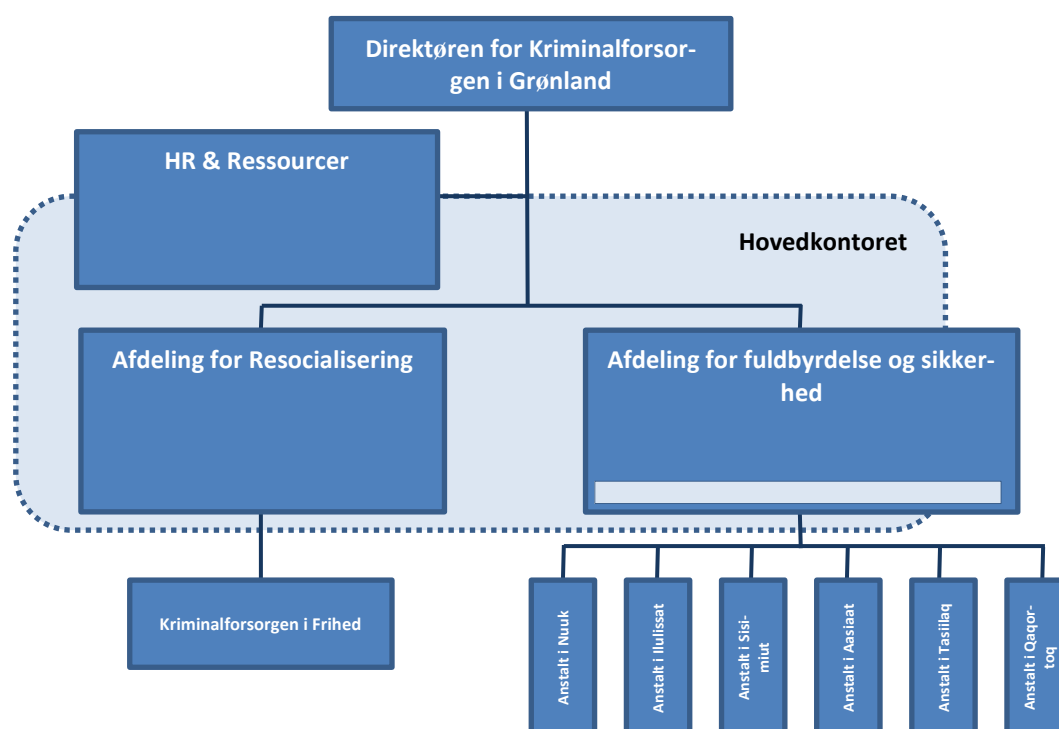 Direktøren for Kriminalforsor-
gen i Grønland
HR & Ressourcer
Hovedkontoret
Afdeling for Resocialisering
Afdeling for fuldbyrdelse og sikker-
hed
Kriminalforsorgen i Frihed
Anstalt i Nuuk
Anstalt i Ilulissat
Anstalt i Sisi-
miut
Anstalt i Aasiaat
Anstalt i Tasiilaq
Anstalt i Qaqor-
toq